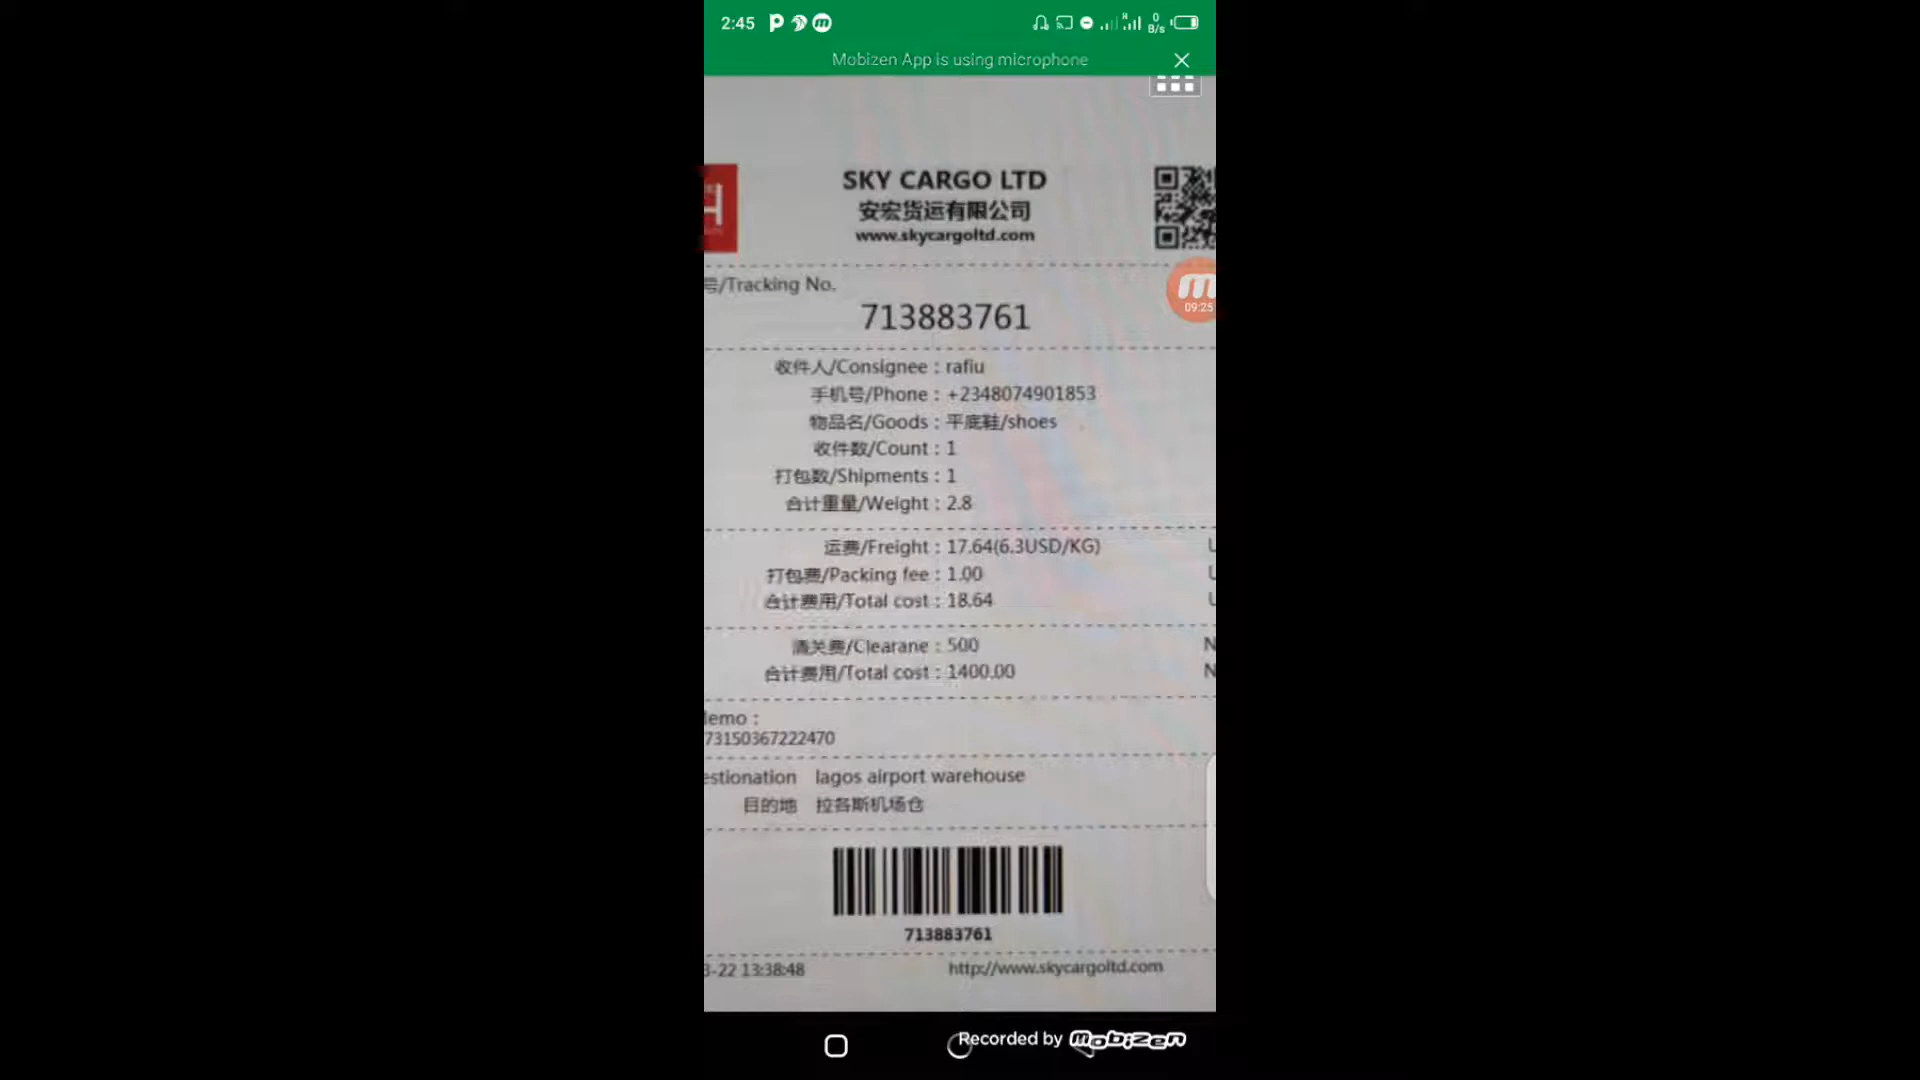 2:45
0
B/s
Mobizen App is using microphone
SKY CARGO LTD
安宏货运有限公司
www.skycargoltd.com
号/Tracking No.
09:25
713883761
收件人/Consignee : rafiu
手机号/Phone : +2348074901853
物品名/Goods : 平底鞋/shoes
收件数/Count : 1
打包数/Shipments : 1
合计重量/Weight : 2.8
运费/Freight : 17.64(6.3USD/KG)
打包费/Packing fee : 1.00
合计费用/Total cost : 18.64
清关费/Clearane : 500 N
合计费用/Total cost : 1400.00 N
lemo :
73150367222470
estionation lagos airport warehouse
目的地 拉各斯机场仓
713883761
3-22 13:38:48 http://www.skycargoltd.com
Recorded by mobizen